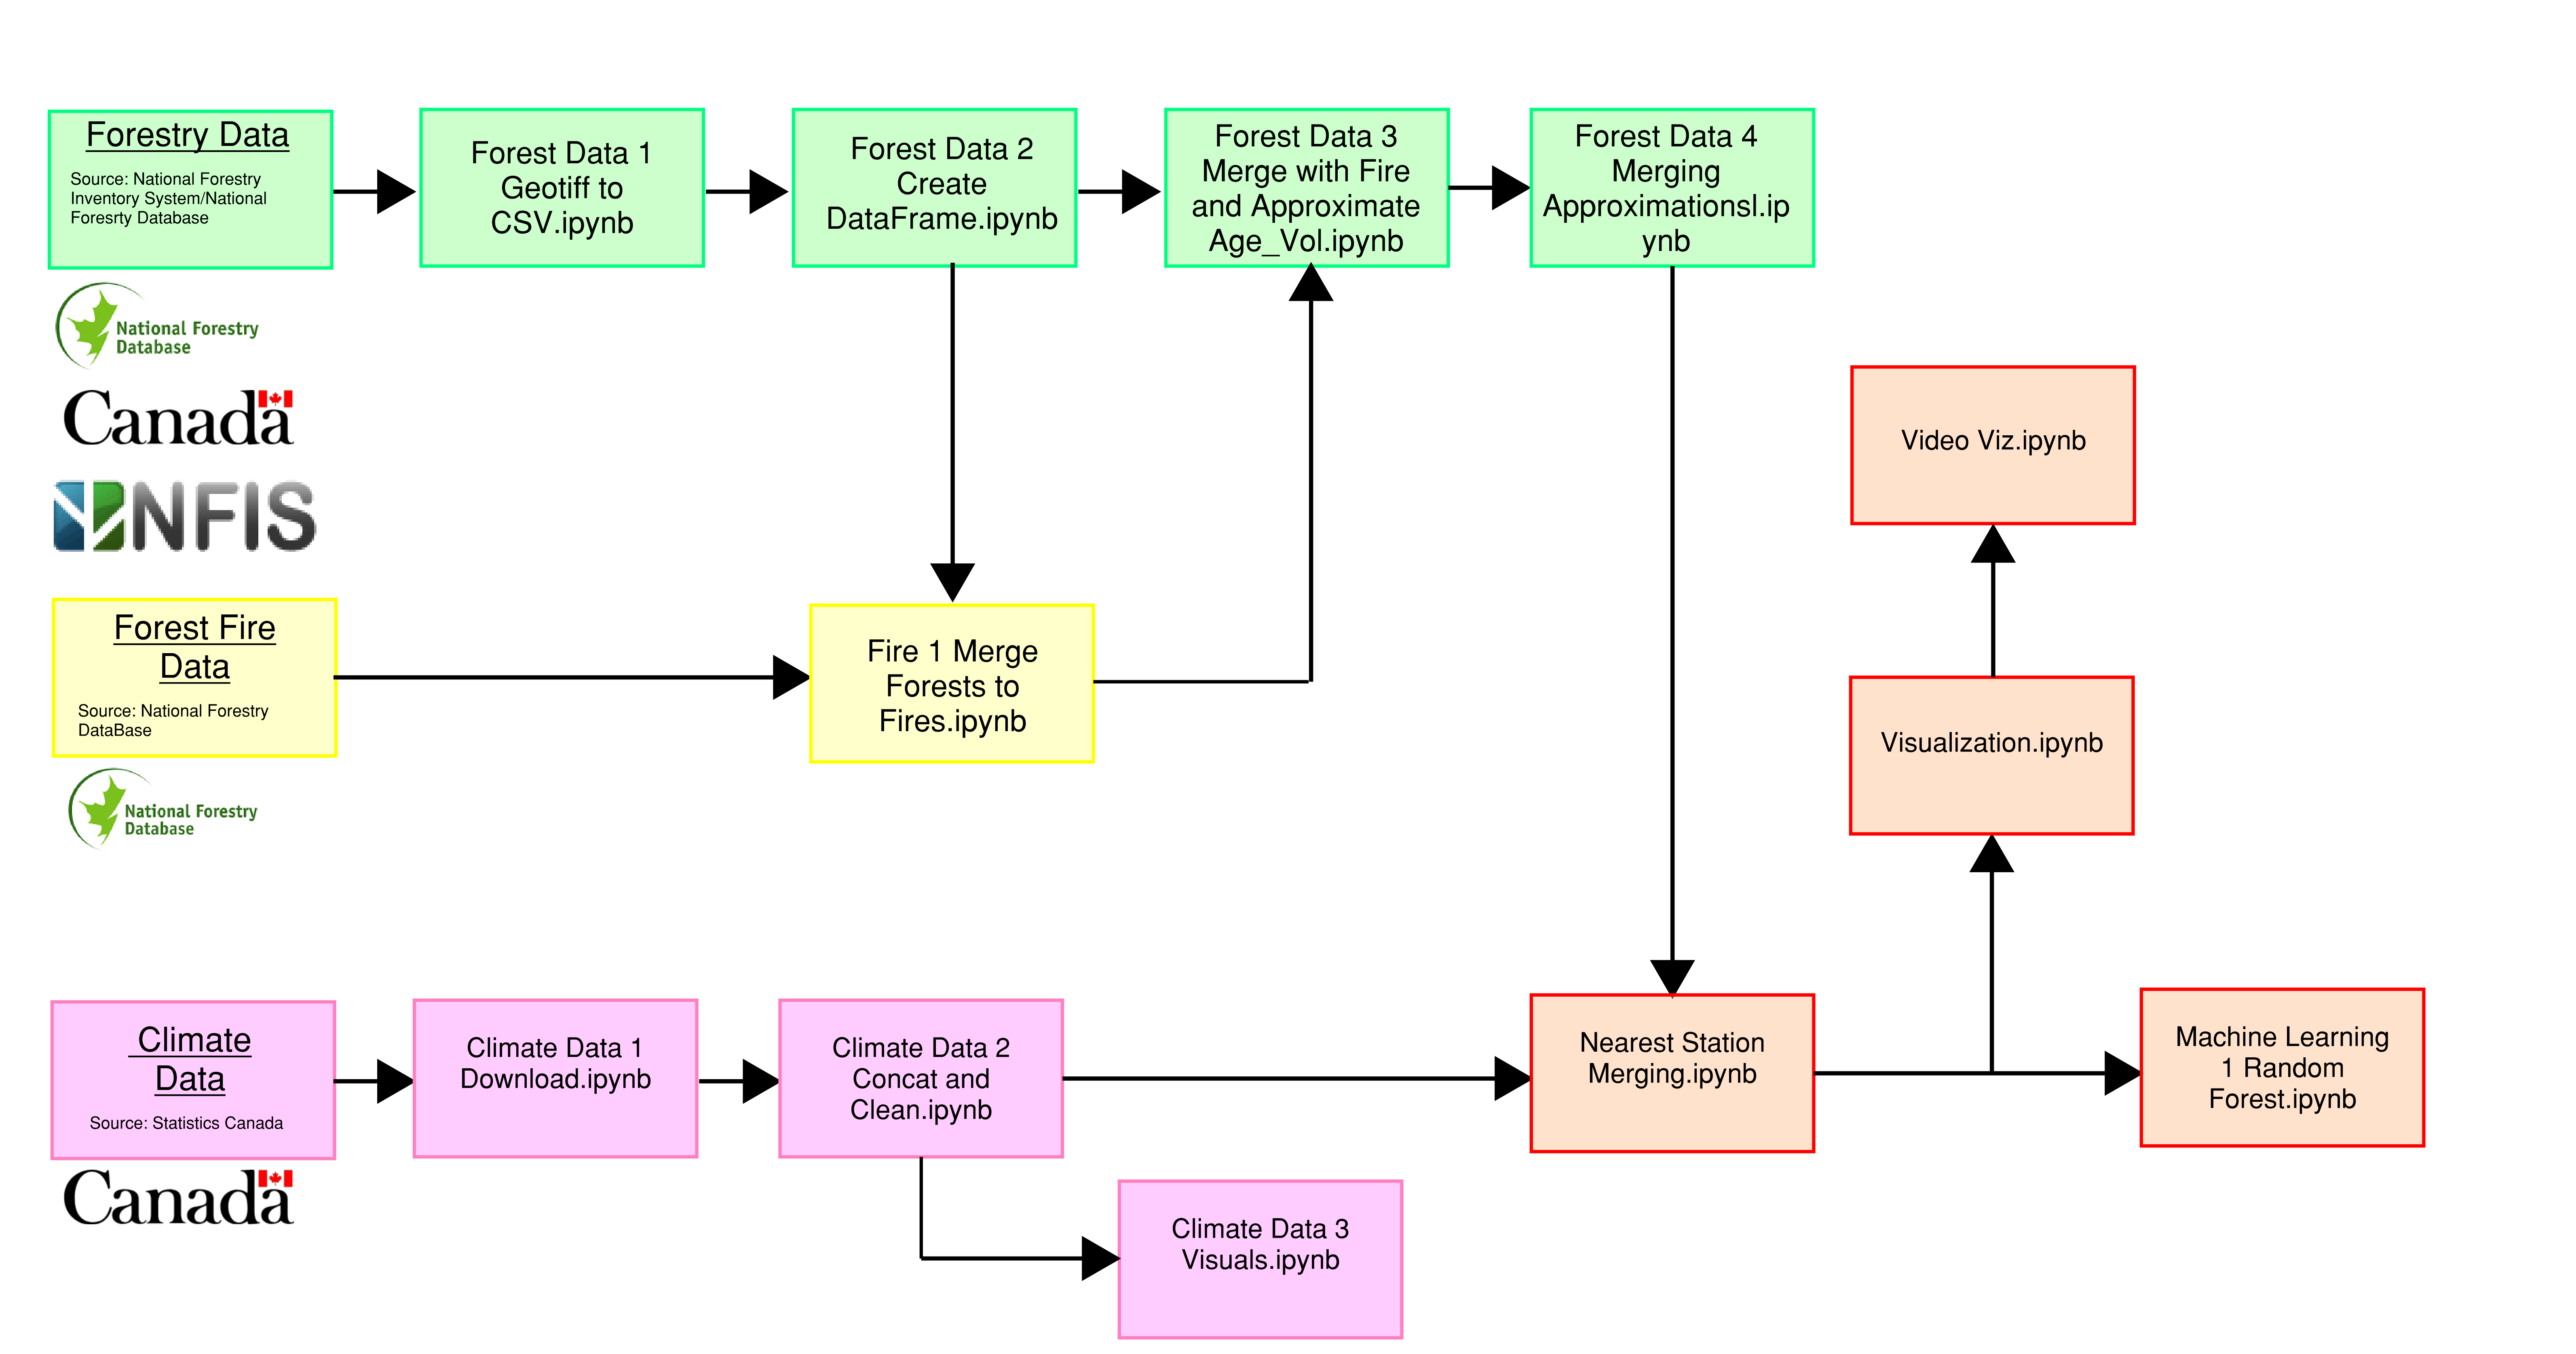 Forestry Data
Source: National Forestry
Inventory System/National
Foresrty Database
Forest Data 1
Geotiff to
CSV.ipynb
Forest Data 2
Create
DataFrame.ipynb
Forest Data 3
Merge with Fire
and Approximate
Age_Vol.ipynb
Forest Data 4
Merging
Approximationsl.ip
ynb
National Forestry
Database
Canada
NFIS
Video Viz.ipynb
Forest Fire
Data
Source: National Forestry
DataBase
Fire 1 Merge
Forests to
Fires.ipynb
Visualization.ipynb
National Forestry
Database
Climate
Data
Source: Statistics Canada
Climate Data 1
Download.ipynb
Climate Data 2
Concat and
Clean.ipynb
Nearest Station
Merging.ipynb
Machine Learning
1 Random
Forest.ipynb
Canada
Climate Data 3
Visuals.ipynb